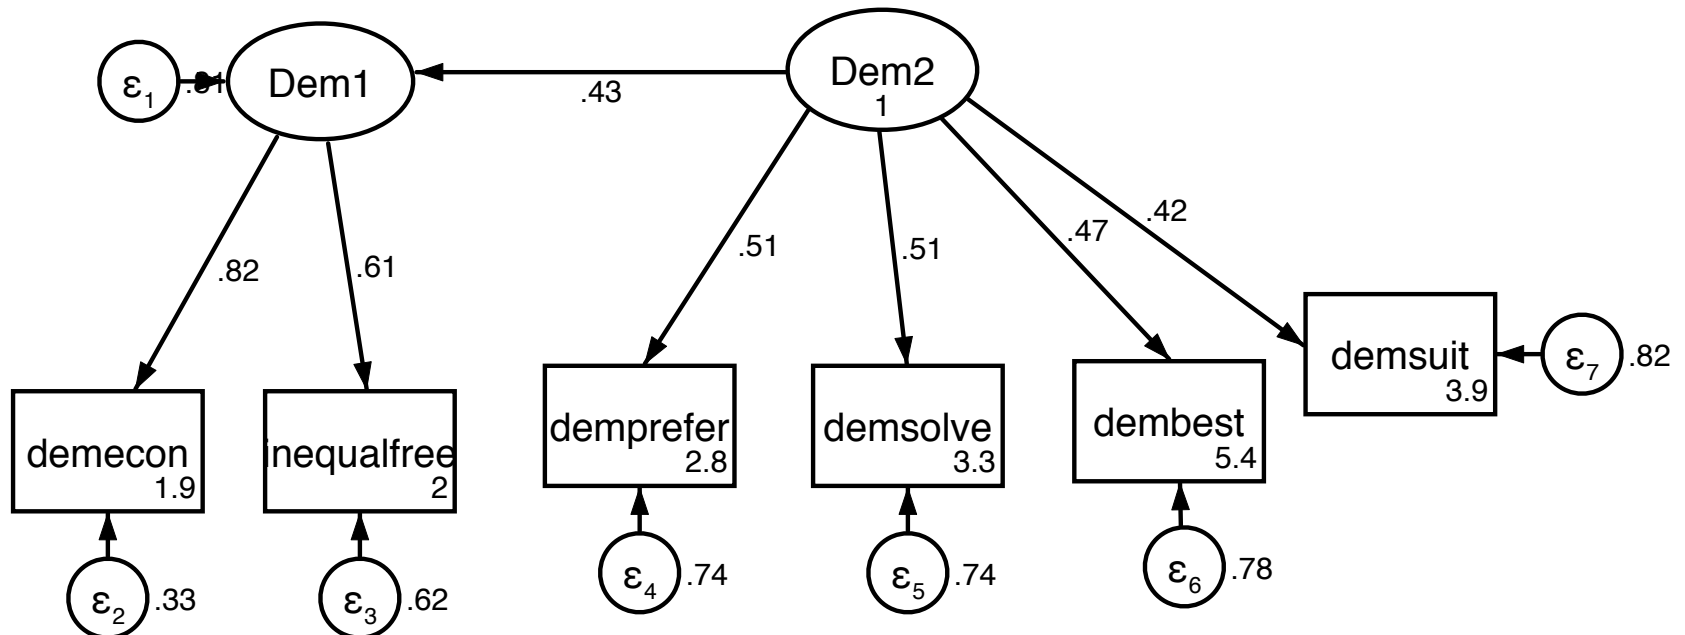 ε1
Dem1
.43
Dem2
1
.82
.61
.51
.51
.47
.42
demecon
1.9
inequalfree
2
demprefer
2.8
demsolve
3.3
dembest
5.4
demsuit
3.9
ε7 .82
ε2 .33
ε3 .62
ε4 .74
ε5 .74
ε6 .78